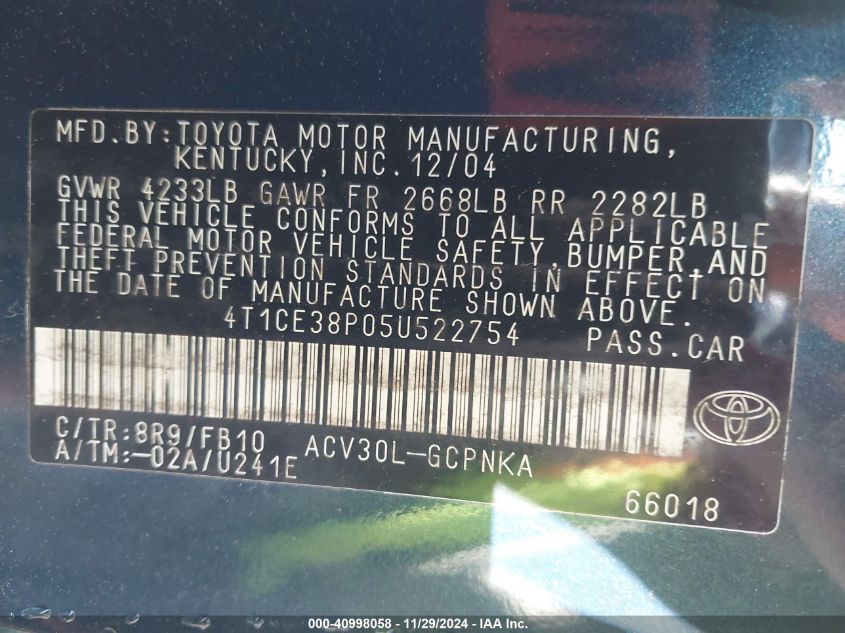 MFD. BY: TOYOTA MOTOR MANUFACTURING,
KENTUCKY, INC. 12/04
GVWR 4233LB GAWR FR 2668LB RR 2282LB
THIS VEHICLE CONFORMS TO ALL APPLICABLE
FEDERAL MOTOR VEHICLE SAFETY, BUMPER, AND
THEFT PREVENTION STANDARDS IN EFFECT ON
THE DATE OF MANUFACTURE SHOWN ABOVE.
4T1CE38P05U522754 PASS. CAR
C/TR: 8R9/FB10 ACV30L-GCPNKA
A/TM: -02A/U241E
66018
000-40998058 - 11/29/2024 - IAA Inc.